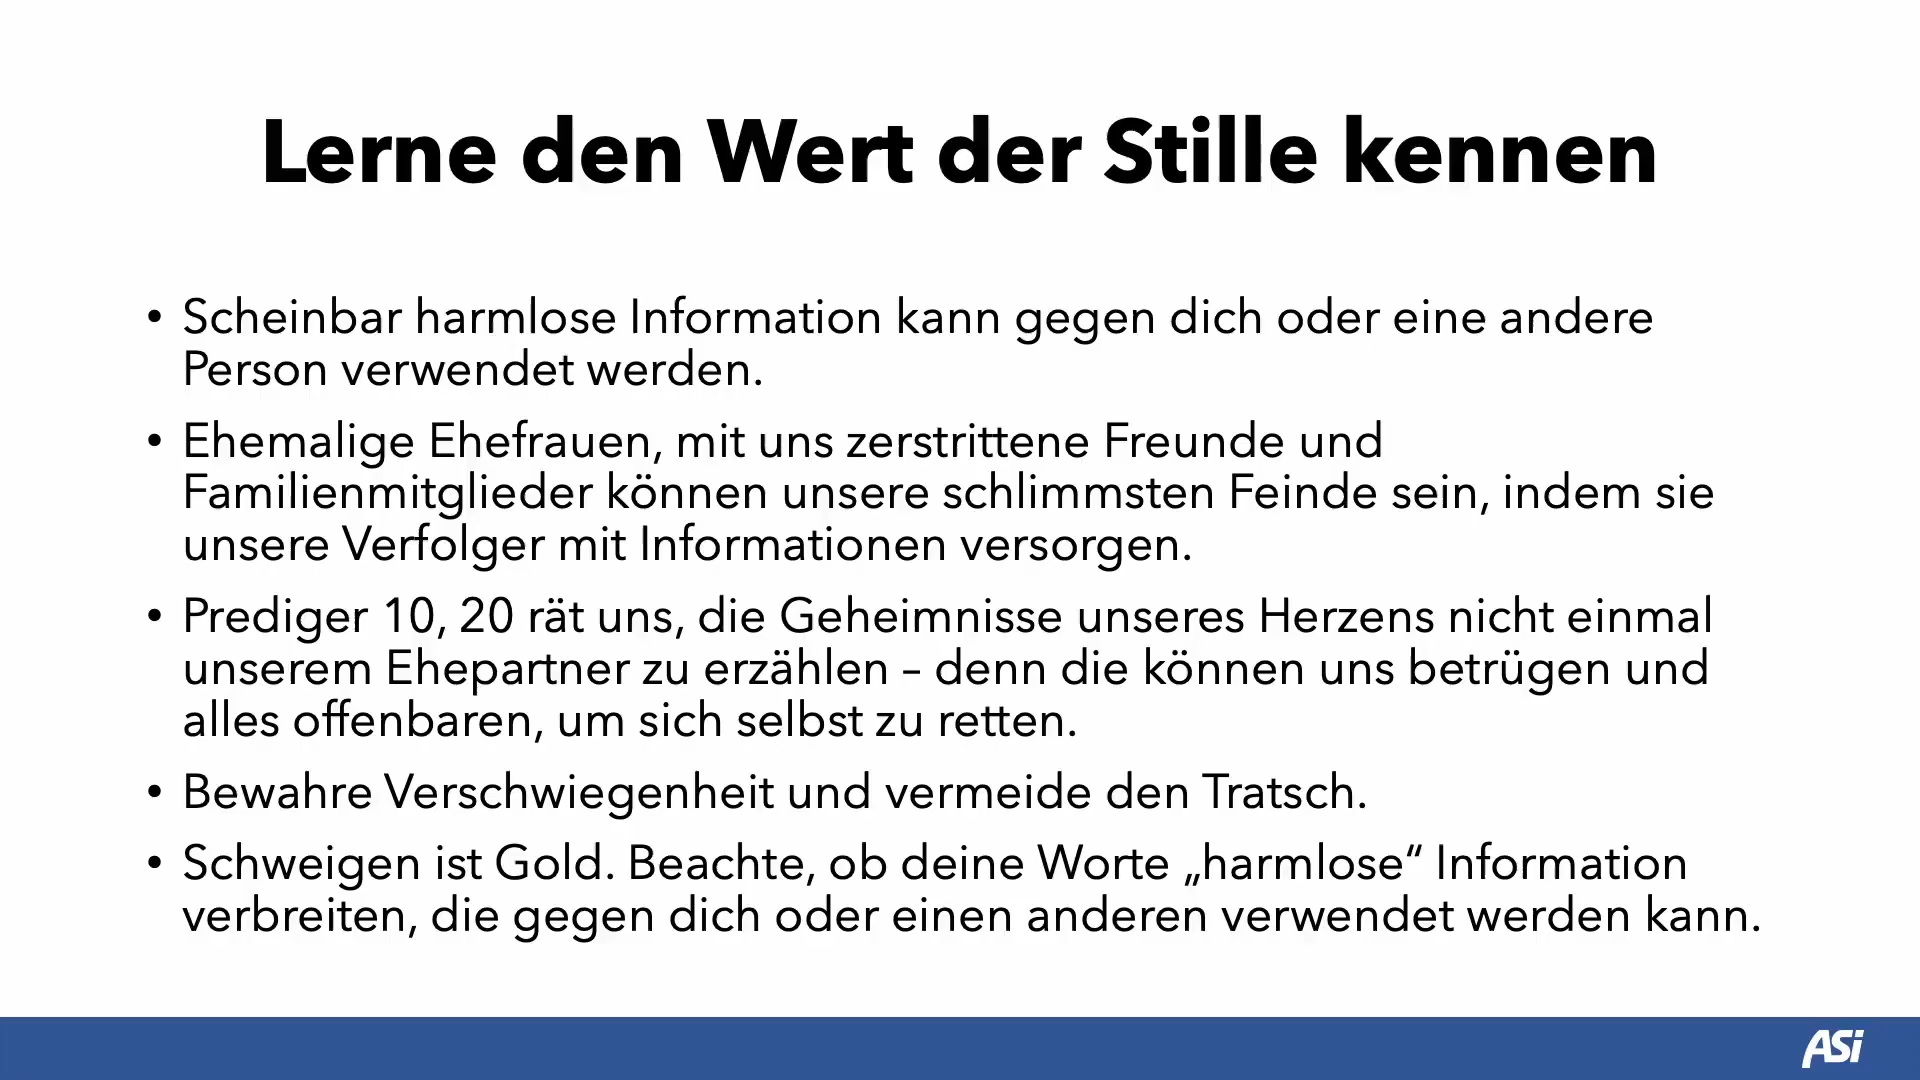 Lerne den Wert der Stille kennen
• Scheinbar harmlose Information kann gegen dich oder eine andere
Person verwendet werden.
• Ehemalige Ehefrauen, mit uns zerstrittene Freunde und
Familienmitglieder können unsere schlimmsten Feinde sein, indem sie
unsere Verfolger mit Informationen versorgen.
• Prediger 10, 20 rät uns, die Geheimnisse unseres Herzens nicht einmal
unserem Ehepartner zu erzählen – denn die können uns betrügen und
alles offenbaren, um sich selbst zu retten.
• Bewahre Verschwiegenheit und vermeide den Tratsch.
• Schweigen ist Gold. Beachte, ob deine Worte „harmlose“ Information
verbreiten, die gegen dich oder einen anderen verwendet werden kann.
ASi